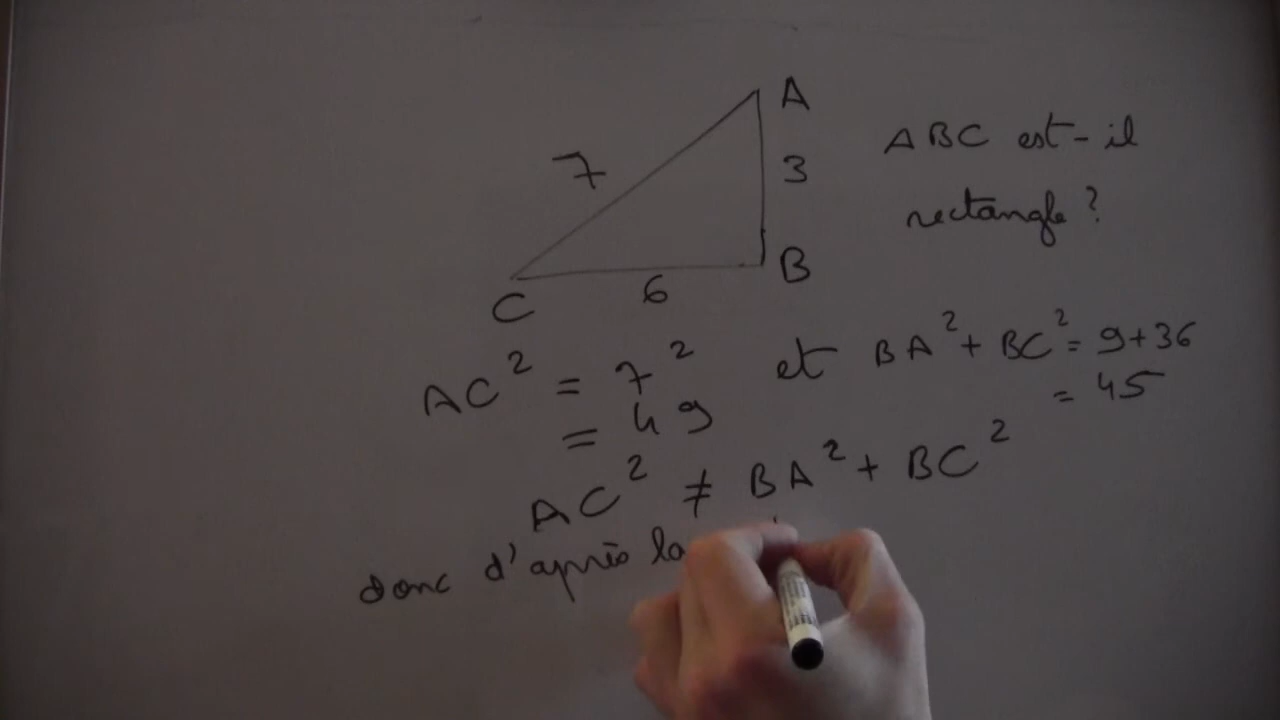 A
7
3
ABC est-il
rectangle ?
B
C
6
AC² = 7² et BA² + BC² = 9+36
= 49
= 45
AC² ≠ BA² + BC²
donc d'après la